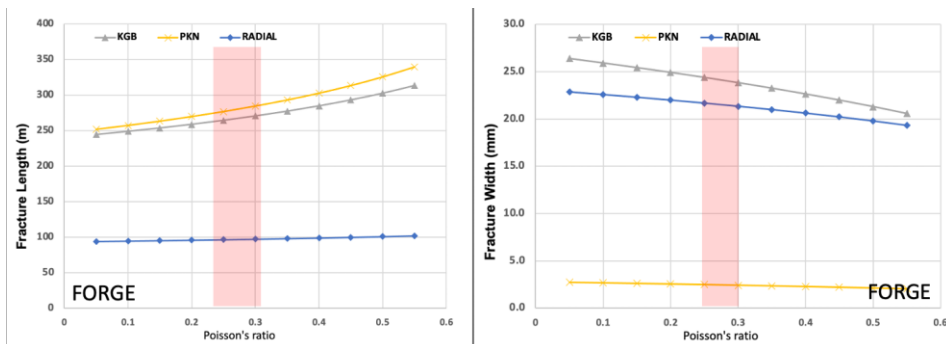 400
350
300
250
200
150
100
50
0
Fracture Length (m)
KGB PKN RADIAL
FORGE
0 0.1 0.2 0.3 0.4 0.5 0.6
Poisson's ratio
30.0
25.0
20.0
15.0
10.0
5.0
0.0
Fracture Width (mm)
KGB PKN RADIAL
FORGE
0 0.1 0.2 0.3 0.4 0.5 0.6
Poisson's ratio